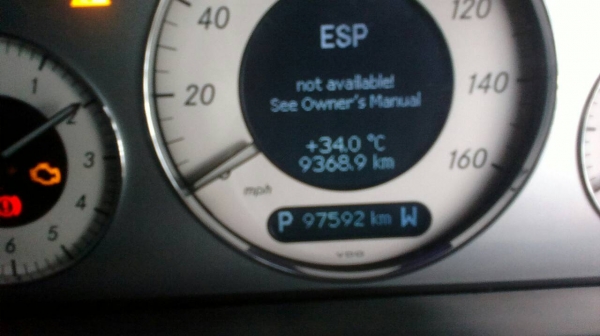 40
120
ESP
1
not available!
20
140
2
See Owner's Manual
3
+34.0 °C
160
9368.9 km
4
mph
P 97592 km W
5
6
VDO